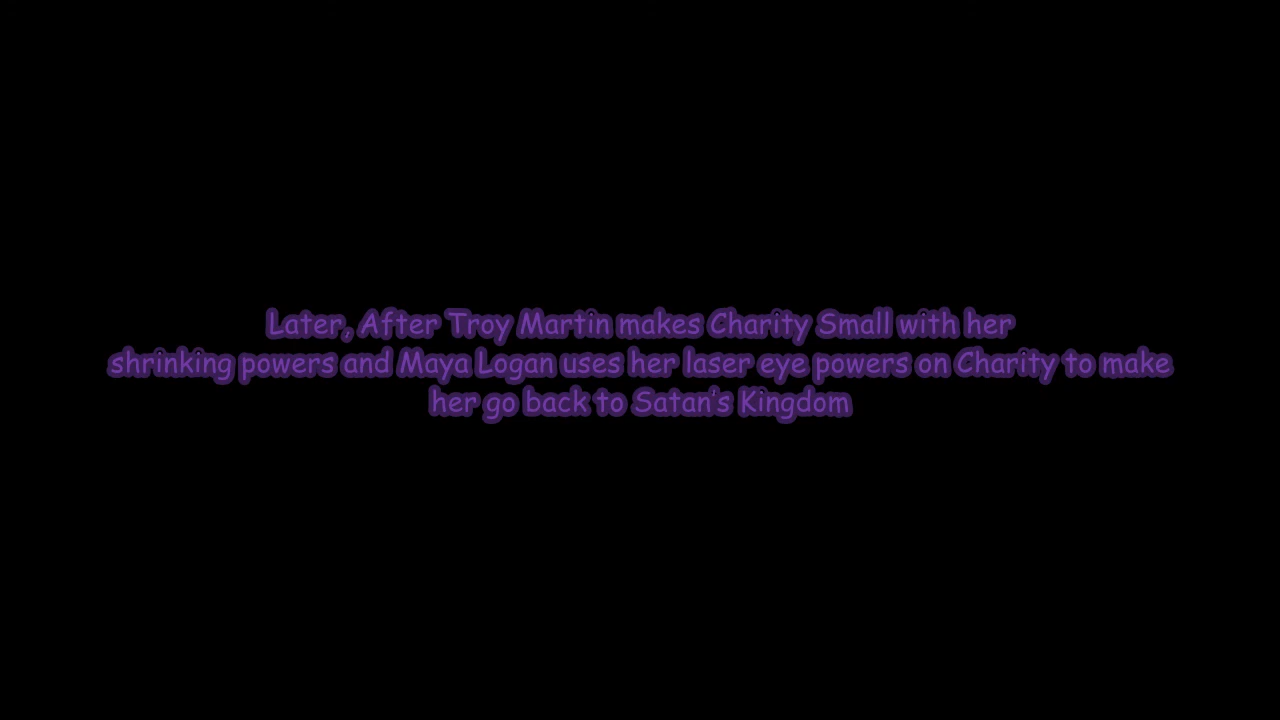 Later, After Troy Martin makes Charity Small with her
shrinking powers and Maya Logan uses her laser eye powers on Charity to make
her go back to Satan's Kingdom